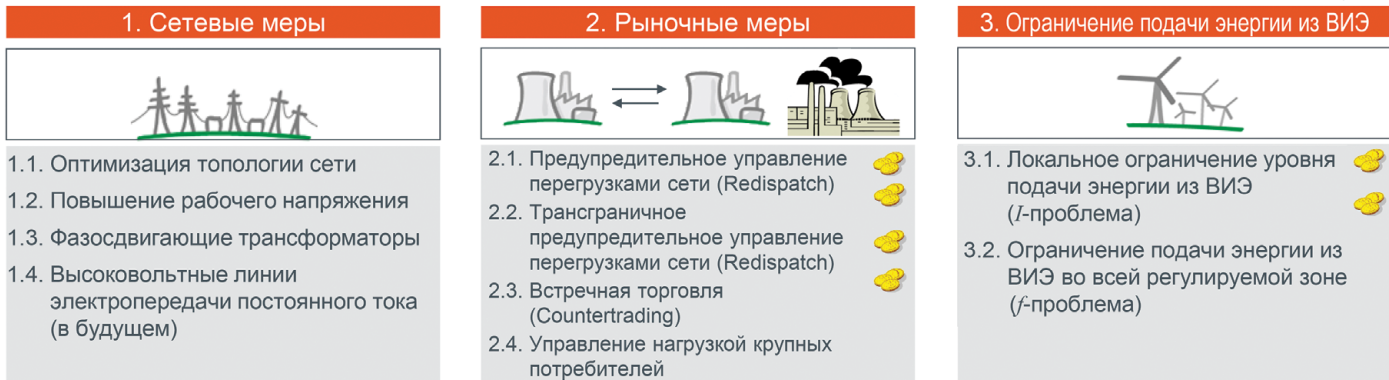 1. Сетевые меры
1.1. Оптимизация топологии сети
1.2. Повышение рабочего напряжения
1.3. Фазосдвигающие трансформаторы
1.4. Высоковольтные линии
электропередачи постоянного тока
(в будущем)
2. Рыночные меры
2.1. Предупредительное управление
перегрузками сети (Redispatch)
2.2. Трансграничное
предупредительное управление
перегрузками сети (Redispatch)
2.3. Встречная торговля
(Countertrading)
2.4. Управление нагрузкой крупных
потребителей
3. Ограничение подачи энергии из ВИЭ
3.1. Локальное ограничение уровня
подачи энергии из ВИЭ
(I-проблема)
3.2. Ограничение подачи энергии из
ВИЭ во всей регулируемой зоне
(f-проблема)